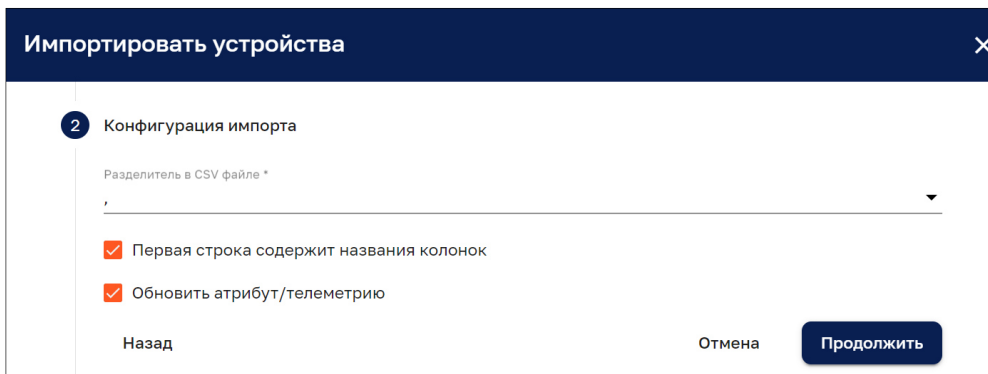 Импортировать устройства
2 Конфигурация импорта
Разделитель в CSV файле *
,
Первая строка содержит названия колонок
Обновить атрибут/телеметрию
Назад Отмена Продолжить